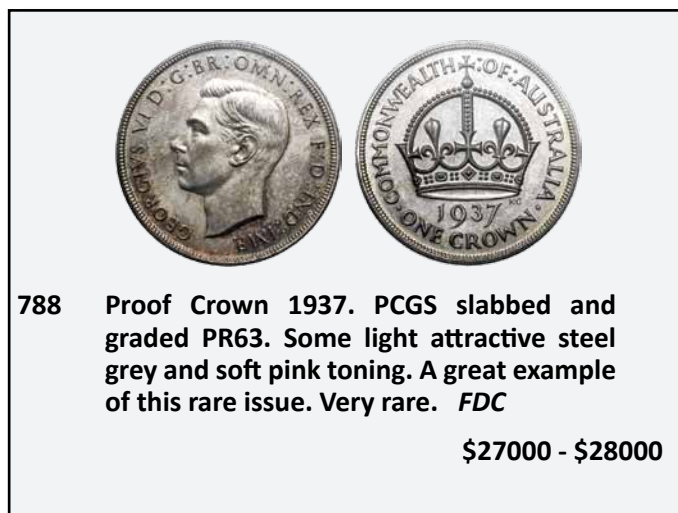 GEORGIVS VI D:G:BR:OMN:REX F:D:IND:IMP.
COMMONWEALTH·OF·AUSTRALIA·
1937 KG
·ONE CROWN·
788 Proof Crown 1937. PCGS slabbed and
graded PR63. Some light attractive steel
grey and soft pink toning. A great example
of this rare issue. Very rare. FDC
$27000 - $28000